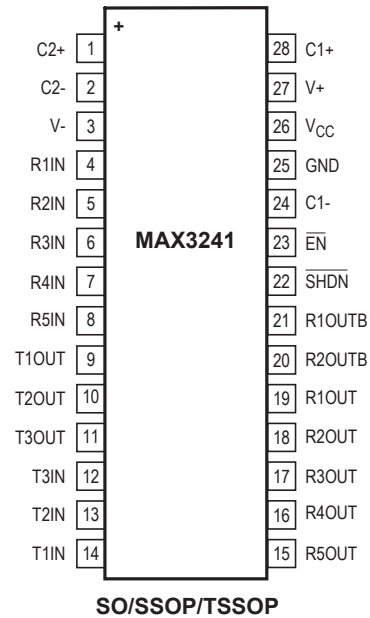 +
C2+ 1 28 C1+
C2- 2 27 V+
V- 3 26 VCC
R1IN 4 25 GND
R2IN 5 24 C1-
R3IN 6 MAX3241 23 E̅N̅
R4IN 7 22 S̅H̅D̅N̅
R5IN 8 21 R1OUTB
T1OUT 9 20 R2OUTB
T2OUT 10 19 R1OUT
T3OUT 11 18 R2OUT
T3IN 12 17 R3OUT
T2IN 13 16 R4OUT
T1IN 14 15 R5OUT
SO/SSOP/TSSOP